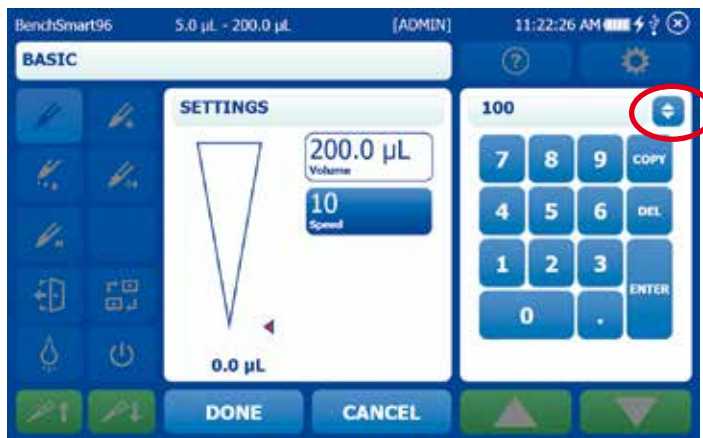 BenchSmart96 5.0 µL - 200.0 µL [ADMIN] 11:22:26 AM
BASIC
?
SETTINGS
200.0 µL
Volume
10
Speed
0.0 µL
100
7 8 9 COPY
4 5 6 DEL
1 2 3
ENTER
0 .
DONE CANCEL